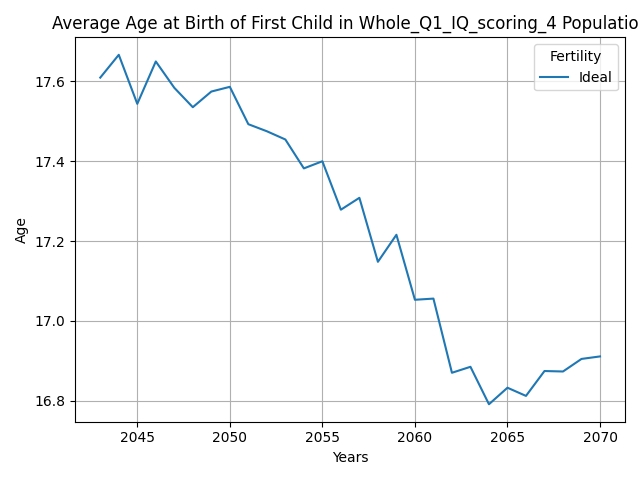 Average Age at Birth of First Child in Whole_Q1_IQ_scoring_4 Populatio
Fertility
Ideal
17.6
17.4
17.2
17.0
16.8
Age
2045 2050 2055 2060 2065 2070
Years